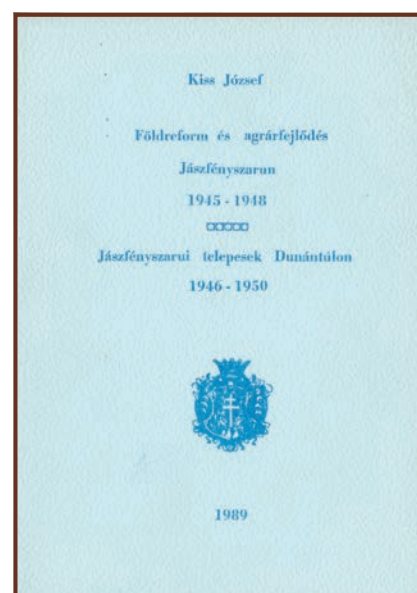 Kiss József
Földreform és agrárfejlődés
Jászfényszarun
1945 - 1948
Jászfényszarui telepesek Dunántúlon
1946 - 1950
1989